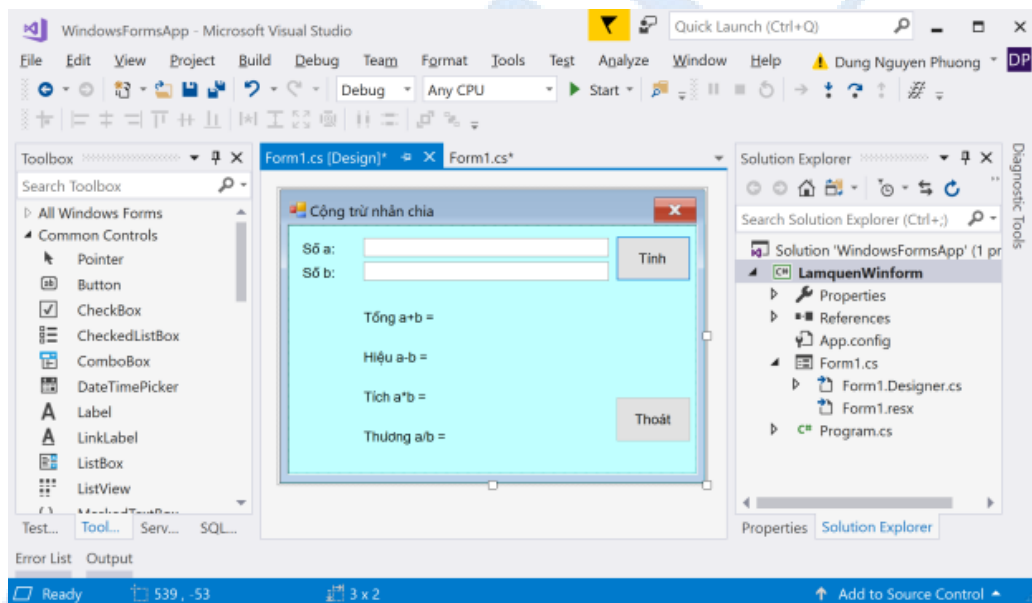 WindowsFormsApp - Microsoft Visual Studio
Quick Launch (Ctrl+Q)
File Edit View Project Build Debug Team Format Tools Test Analyze Window Help Dung Nguyen Phuong DP
Debug Any CPU Start
Toolbox
Search Toolbox
All Windows Forms
Common Controls
Pointer
Button
CheckBox
CheckedListBox
ComboBox
DateTimePicker
Label
LinkLabel
ListBox
ListView
MaskedTextBox
Test... Tool... Serv... SQL...
Form1.cs [Design]* Form1.cs*
Cộng trừ nhân chia
Số a:
Tính
Số b:
Tổng a+b =
Hiệu a-b =
Tích a*b =
Thoát
Thương a/b =
Solution Explorer
Search Solution Explorer (Ctrl+;)
Solution 'WindowsFormsApp' (1 pr
LamquenWinform
Properties
References
App.config
Form1.cs
Form1.Designer.cs
Form1.resx
C# Program.cs
Properties Solution Explorer
Diagnostic Tools
Error List Output
Ready 539 , -53 3 x 2 Add to Source Control